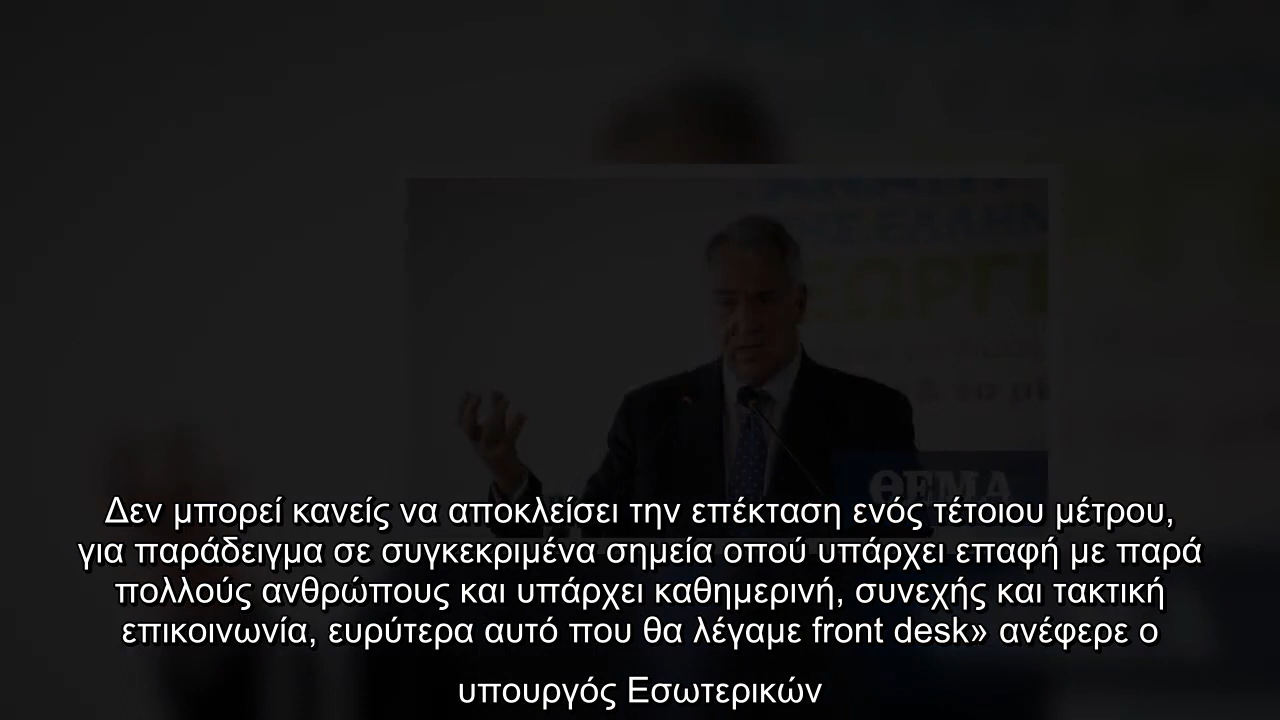 ΕΩΡΓΙ
ΘΕΜΑ
Δεν μπορεί κανείς να αποκλείσει την επέκταση ενός τέτοιου μέτρου,
για παράδειγμα σε συγκεκριμένα σημεία οπού υπάρχει επαφή με παρά
πολλούς ανθρώπους και υπάρχει καθημερινή, συνεχής και τακτική
επικοινωνία, ευρύτερα αυτό που θα λέγαμε front desk» ανέφερε ο
υπουργός Εσωτερικών